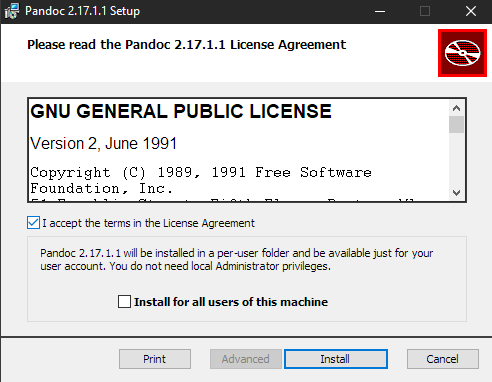 Pandoc 2.17.1.1 Setup
Please read the Pandoc 2.17.1.1 License Agreement
GNU GENERAL PUBLIC LICENSE
Version 2, June 1991
Copyright (C) 1989, 1991 Free Software
Foundation, Inc.
I accept the terms in the License Agreement
Pandoc 2.17.1.1 will be installed in a per-user folder and be available just for your
user account. You do not need local Administrator privileges.
Install for all users of this machine
Print Advanced Install Cancel